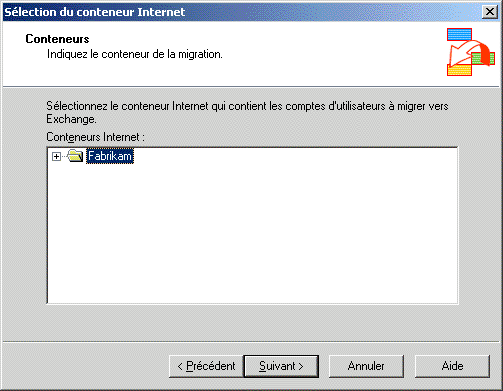 Sélection du conteneur Internet
Conteneurs
Indiquez le conteneur de la migration.
Sélectionnez le conteneur Internet qui contient les comptes d'utilisateurs à migrer vers
Exchange.
Conteneurs Internet :
Fabrikam
< Précédent Suivant > Annuler Aide